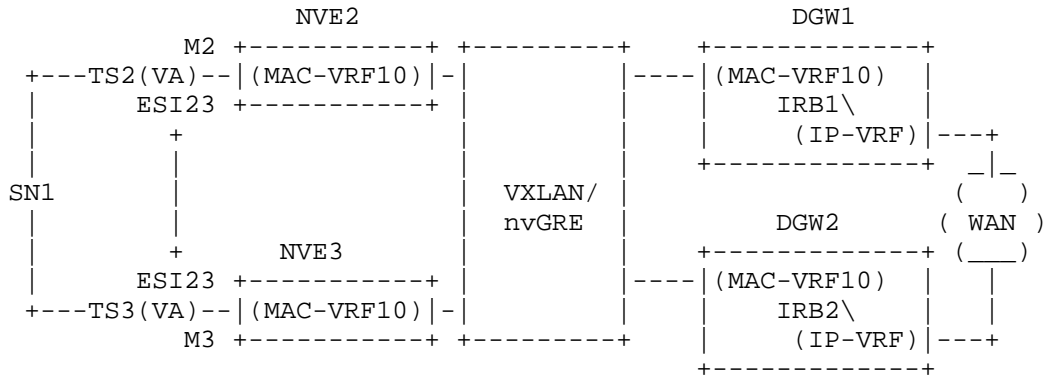 NVE2                           DGW1
            M2 +-----------+ +---------+    +-------------+
 +---TS2(VA)--|(MAC-VRF10)|-|         |----|(MAC-VRF10)  |
 |      ESI23 +-----------+ |         |    |    IRB1\    |
 |        +                 |         |    |     (IP-VRF)|---+
 |        |                 |         |    +-------------+  _|_
SN1       |                 |  VXLAN/ |                    (   )
 |        |                 |  nvGRE  |         DGW2      ( WAN )
 |        +      NVE3       |         |    +-------------+ (___)
 |      ESI23 +-----------+ |         |----|(MAC-VRF10)  |   |
 +---TS3(VA)--|(MAC-VRF10)|-|         |    |    IRB2\    |   |
           M3 +-----------+ +---------+    |     (IP-VRF)|---+
                                           +-------------+